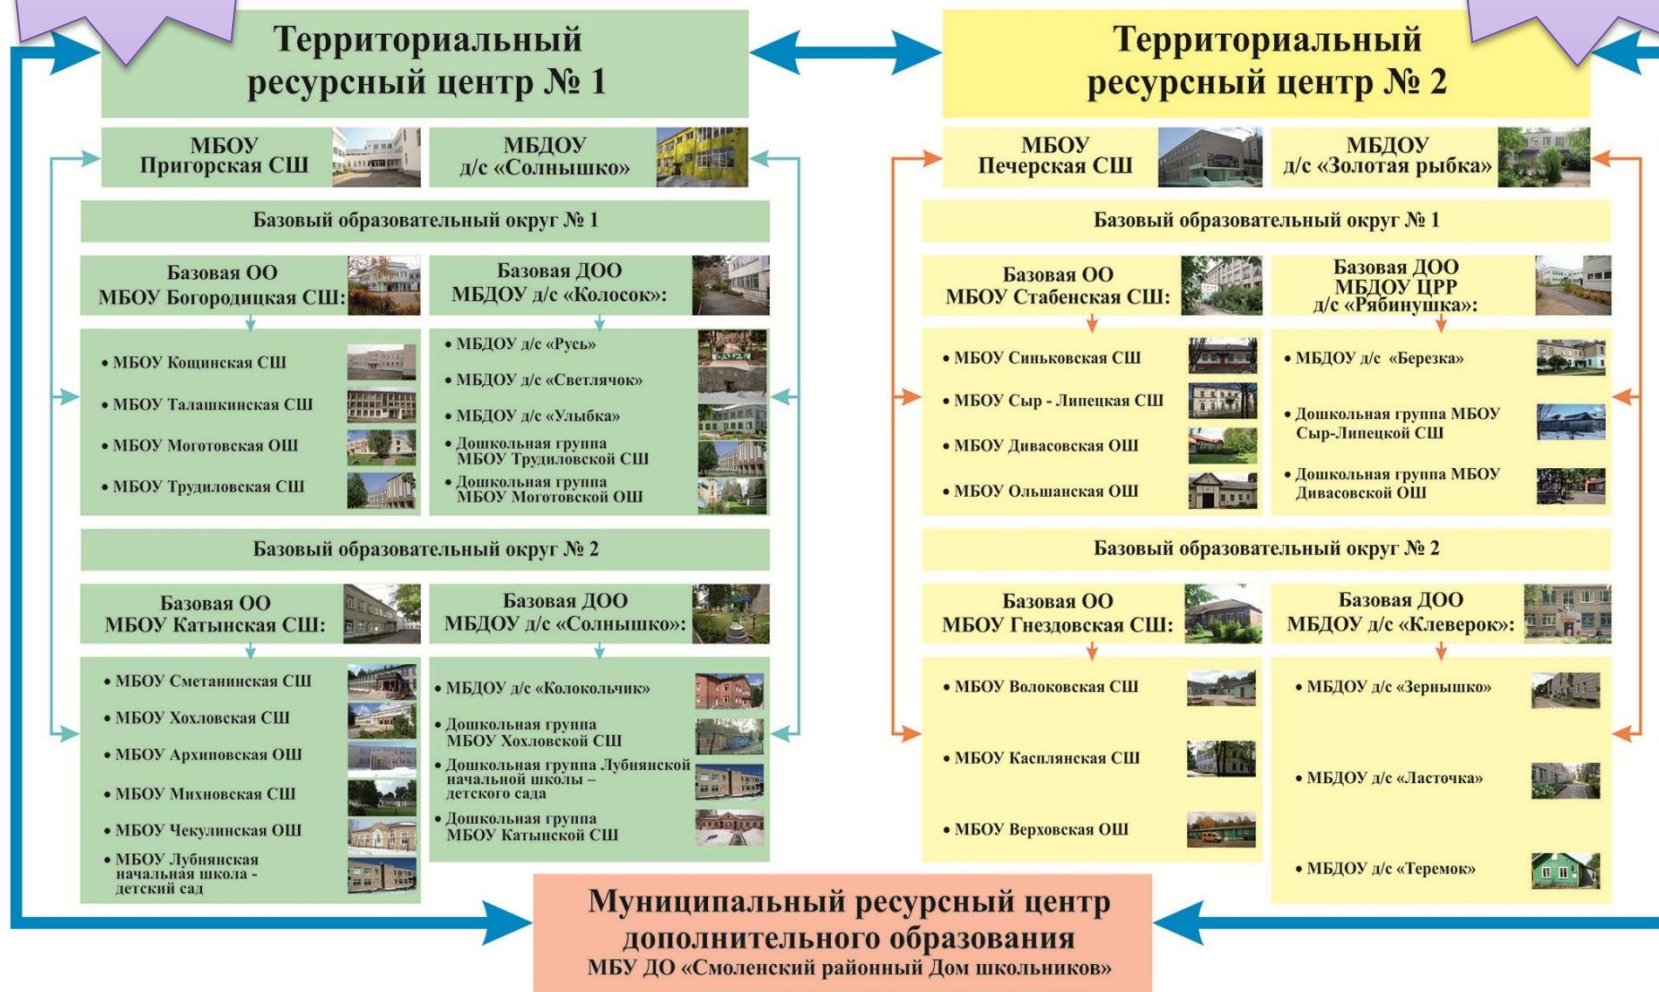 Территориальный
ресурсный центр № 1
МБОУ
Пригорская СШ
МБДОУ
д/с «Солнышко»
Базовый образовательный округ № 1
Базовая ОО
МБОУ Богородицкая СШ:
• МБОУ Кощинская СШ
• МБОУ Талашкинская СШ
• МБОУ Моготовская ОШ
• МБОУ Трудиловская СШ
Базовая ДОО
МБДОУ д/с «Колосок»:
• МБДОУ д/с «Русь»
• МБДОУ д/с «Светлячок»
• МБДОУ д/с «Улыбка»
• Дошкольная группа
МБОУ Трудиловской СШ
• Дошкольная группа
МБОУ Моготовской ОШ
Базовый образовательный округ № 2
Базовая ОО
МБОУ Катынская СШ:
• МБОУ Сметанинская СШ
• МБОУ Хохловская СШ
• МБОУ Архиповская ОШ
• МБОУ Михновская СШ
• МБОУ Чекулинская ОШ
• МБОУ Лубнянская
начальная школа -
детский сад
Базовая ДОО
МБДОУ д/с «Солнышко»:
• МБДОУ д/с «Колокольчик»
• Дошкольная группа
МБОУ Хохловской СШ
• Дошкольная группа Лубнянской
начальной школы –
детского сада
• Дошкольная группа
МБОУ Катынской СШ
Территориальный
ресурсный центр № 2
МБОУ
Печерская СШ
МБДОУ
д/с «Золотая рыбка»
Базовый образовательный округ № 1
Базовая ОО
МБОУ Стабенская СШ:
• МБОУ Синьковская СШ
• МБОУ Сыр - Липецкая СШ
• МБОУ Дивасовская ОШ
• МБОУ Ольшанская ОШ
Базовая ДОО
МБДОУ ЦРР
д/с «Рябинушка»:
• МБДОУ д/с «Березка»
• Дошкольная группа МБОУ
Сыр-Липецкой СШ
• Дошкольная группа МБОУ
Дивасовской ОШ
Базовый образовательный округ № 2
Базовая ОО
МБОУ Гнездовская СШ:
• МБОУ Волоковская СШ
• МБОУ Касплянская СШ
• МБОУ Верховская ОШ
Базовая ДОО
МБДОУ д/с «Клеверок»:
• МБДОУ д/с «Зернышко»
• МБДОУ д/с «Ласточка»
• МБДОУ д/с «Теремок»
Муниципальный ресурсный центр
дополнительного образования
МБУ ДО «Смоленский районный Дом школьников»